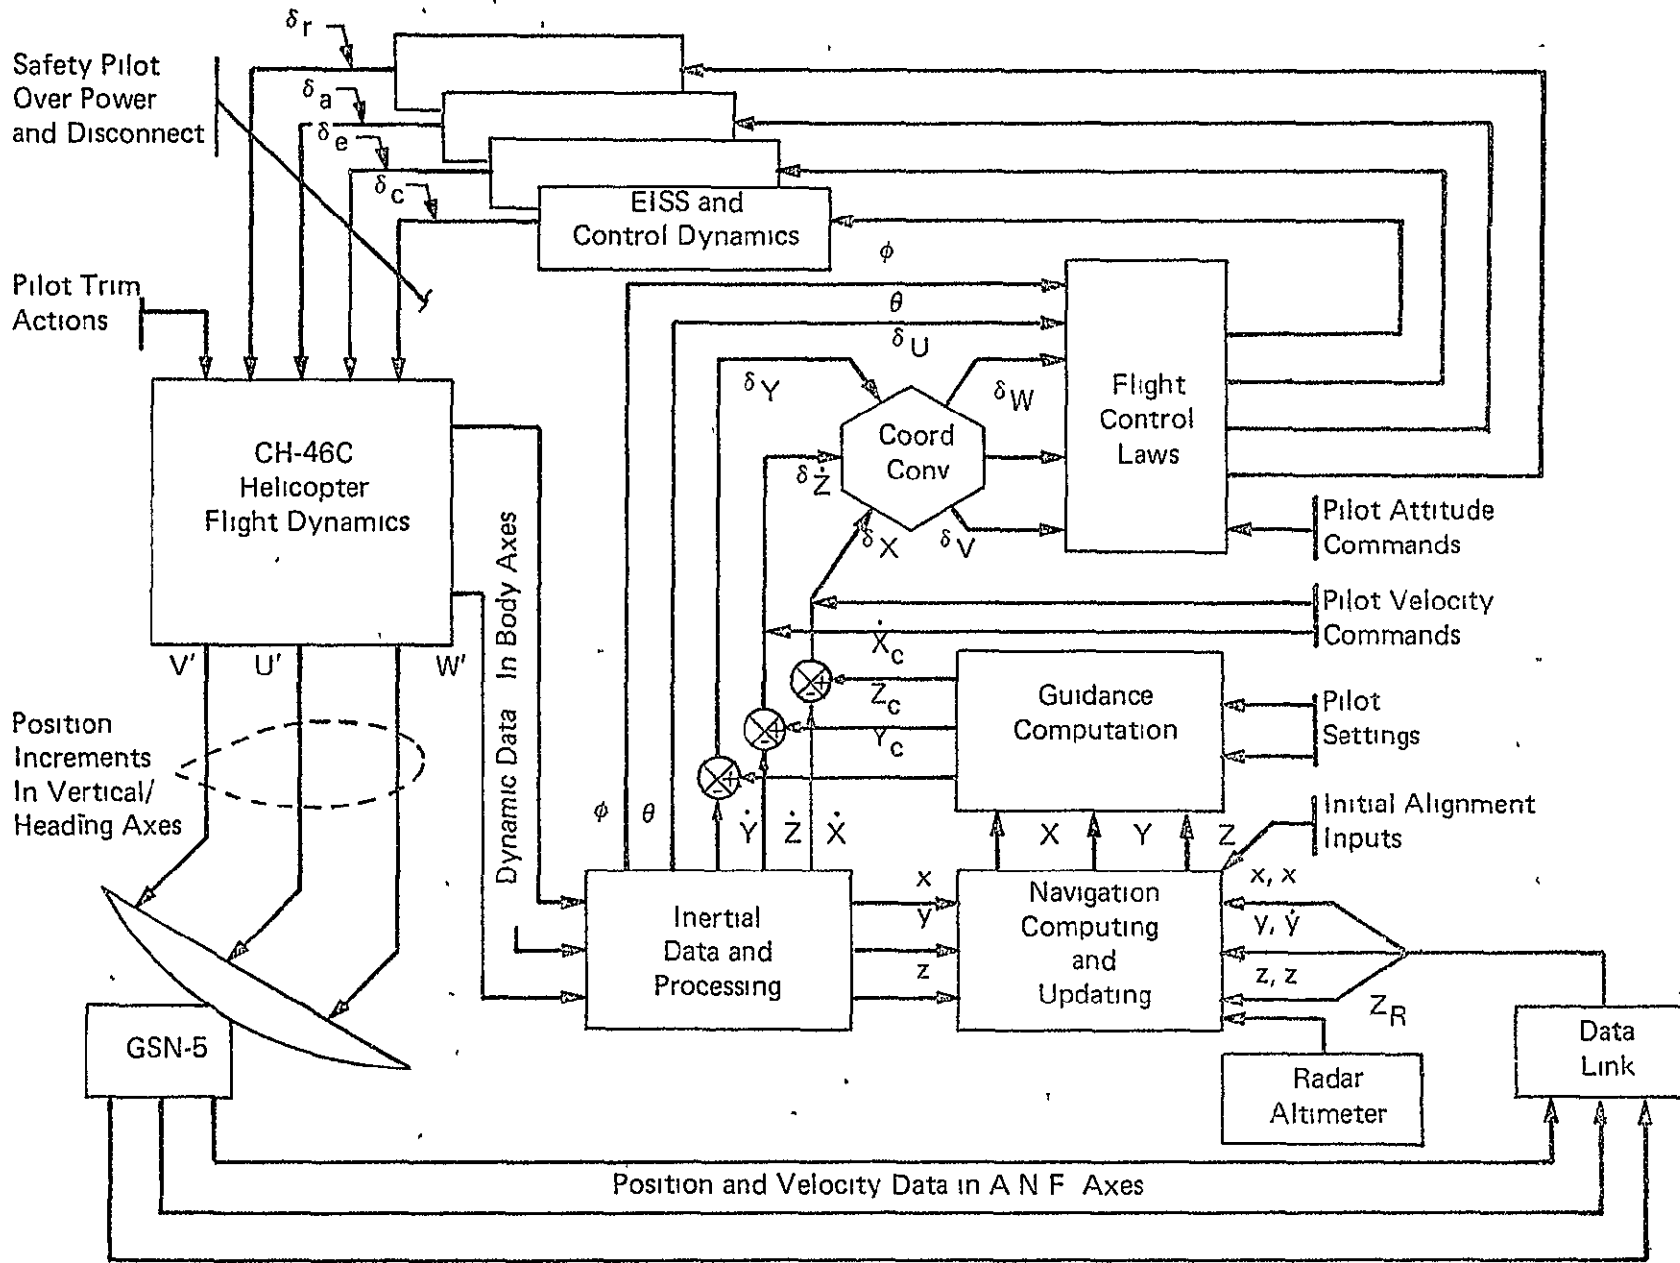 δr
Safety Pilot
Over Power
and Disconnect
δa
δe
δc
EISS and
Control Dynamics
Pilot Trim
Actions
ϕ
θ
δU
δY
δW
Flight
Control
Laws
Coord
Conv
CH-46C
Helicopter
Flight Dynamics
δŻ
δX
δV
Pilot Attitude
Commands
Dynamic Data In Body Axes
Pilot Velocity
Commands
Ẋc
V′
U′
W′
Żc
Yc
Guidance
Computation
Pilot
Settings
Position
Increments
In Vertical/
Heading Axes
ϕ
θ
Ẏ
Ż
Ẋ
X
Y
Z
Initial Alignment
Inputs
Inertial
Data and
Processing
x
y
z
Navigation
Computing
and
Updating
x, x
y, ẏ
z, z
ZR
GSN-5
Radar
Altimeter
Data
Link
Position and Velocity Data in A N F Axes